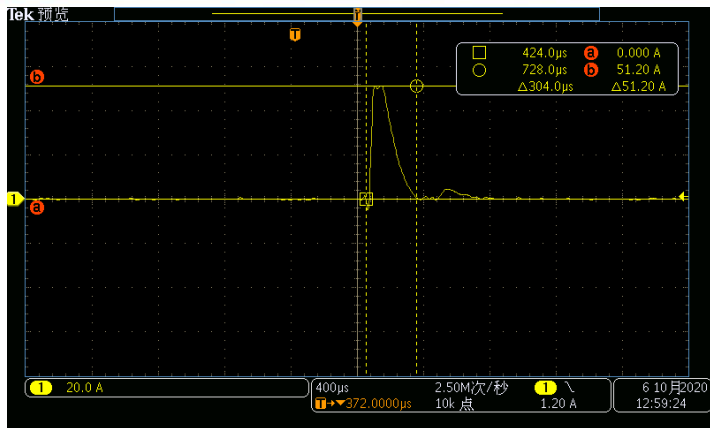 Tek 预览
T
T
424.0μs a 0.000 A
728.0μs b 51.20 A
△304.0μs △51.20 A
b
1
a
1 20.0 A
400μs 2.50M次/秒 1
T→▼372.0000μs 10k 点 1.20 A
6 10月2020
12:59:24